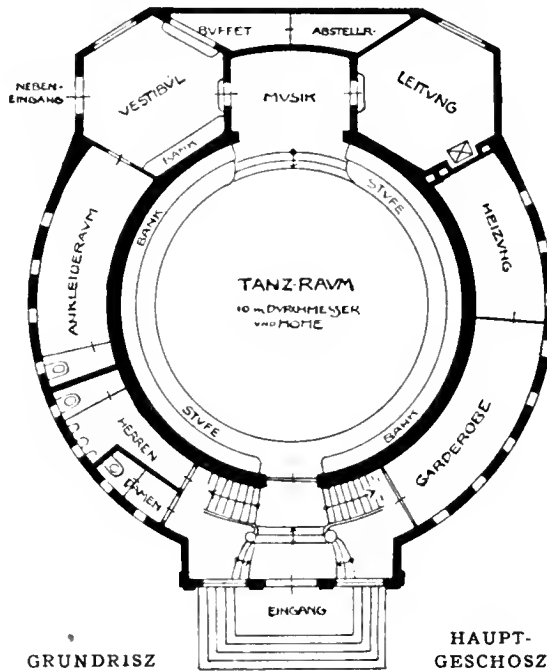 BUFFET
ABSTELLR.
NEBEN-
EINGANG
VESTIBÜL
MUSIK
LEITUNG
BANK
BANK
STUFE
ANKLEIDERAUM
HEIZUNG
TANZ-RAUM
10 m DURCHMESSER
UND HÖHE
HERREN
STUFE
BANK
GARDEROBE
DAMEN
EINGANG
GRUNDRISZ
HAUPT-
GESCHOSZ